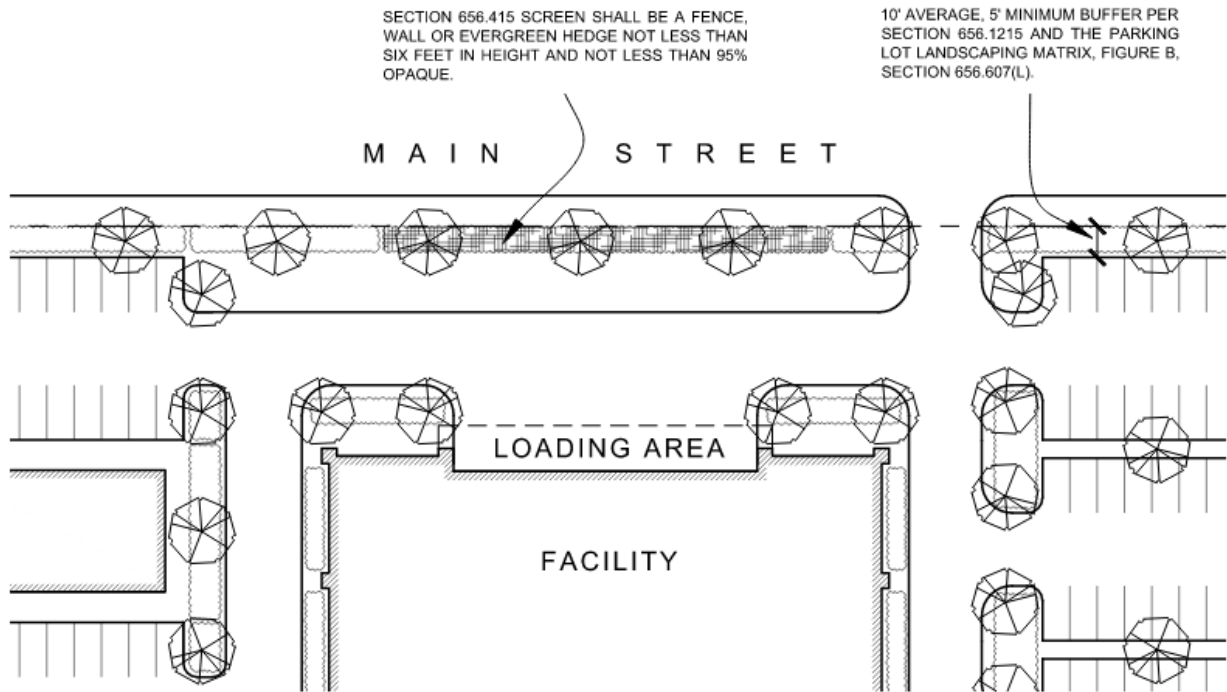 SECTION 656.415 SCREEN SHALL BE A FENCE,
WALL OR EVERGREEN HEDGE NOT LESS THAN
SIX FEET IN HEIGHT AND NOT LESS THAN 95%
OPAQUE.
10' AVERAGE, 5' MINIMUM BUFFER PER
SECTION 656.1215 AND THE PARKING
LOT LANDSCAPING MATRIX, FIGURE B,
SECTION 656.607(L).
MAIN STREET
LOADING AREA
FACILITY